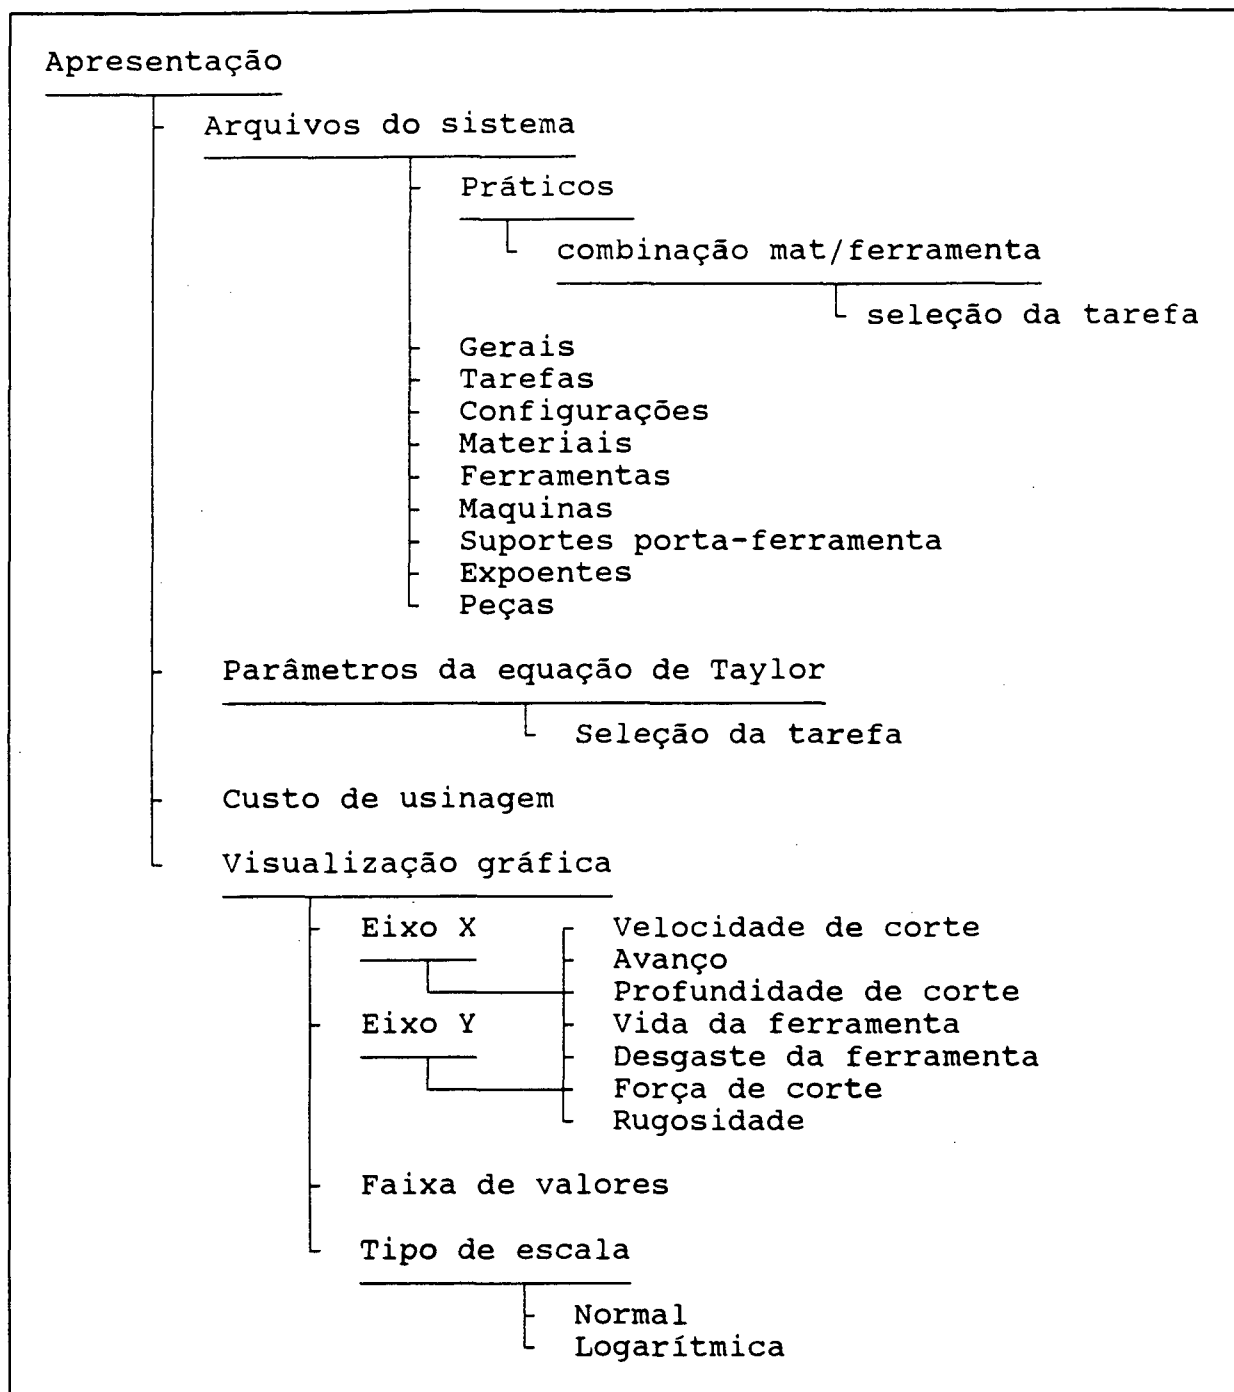 Apresentação
Arquivos do sistema
Práticos
combinação mat/ferramenta
seleção da tarefa
Gerais
Tarefas
Configurações
Materiais
Ferramentas
Maquinas
Suportes porta-ferramenta
Expoentes
Peças
Parâmetros da equação de Taylor
Seleção da tarefa
Custo de usinagem
Visualização gráfica
Eixo X Velocidade de corte
Avanço
Profundidade de corte
Eixo Y Vida da ferramenta
Desgaste da ferramenta
Força de corte
Rugosidade
Faixa de valores
Tipo de escala
Normal
Logarítmica